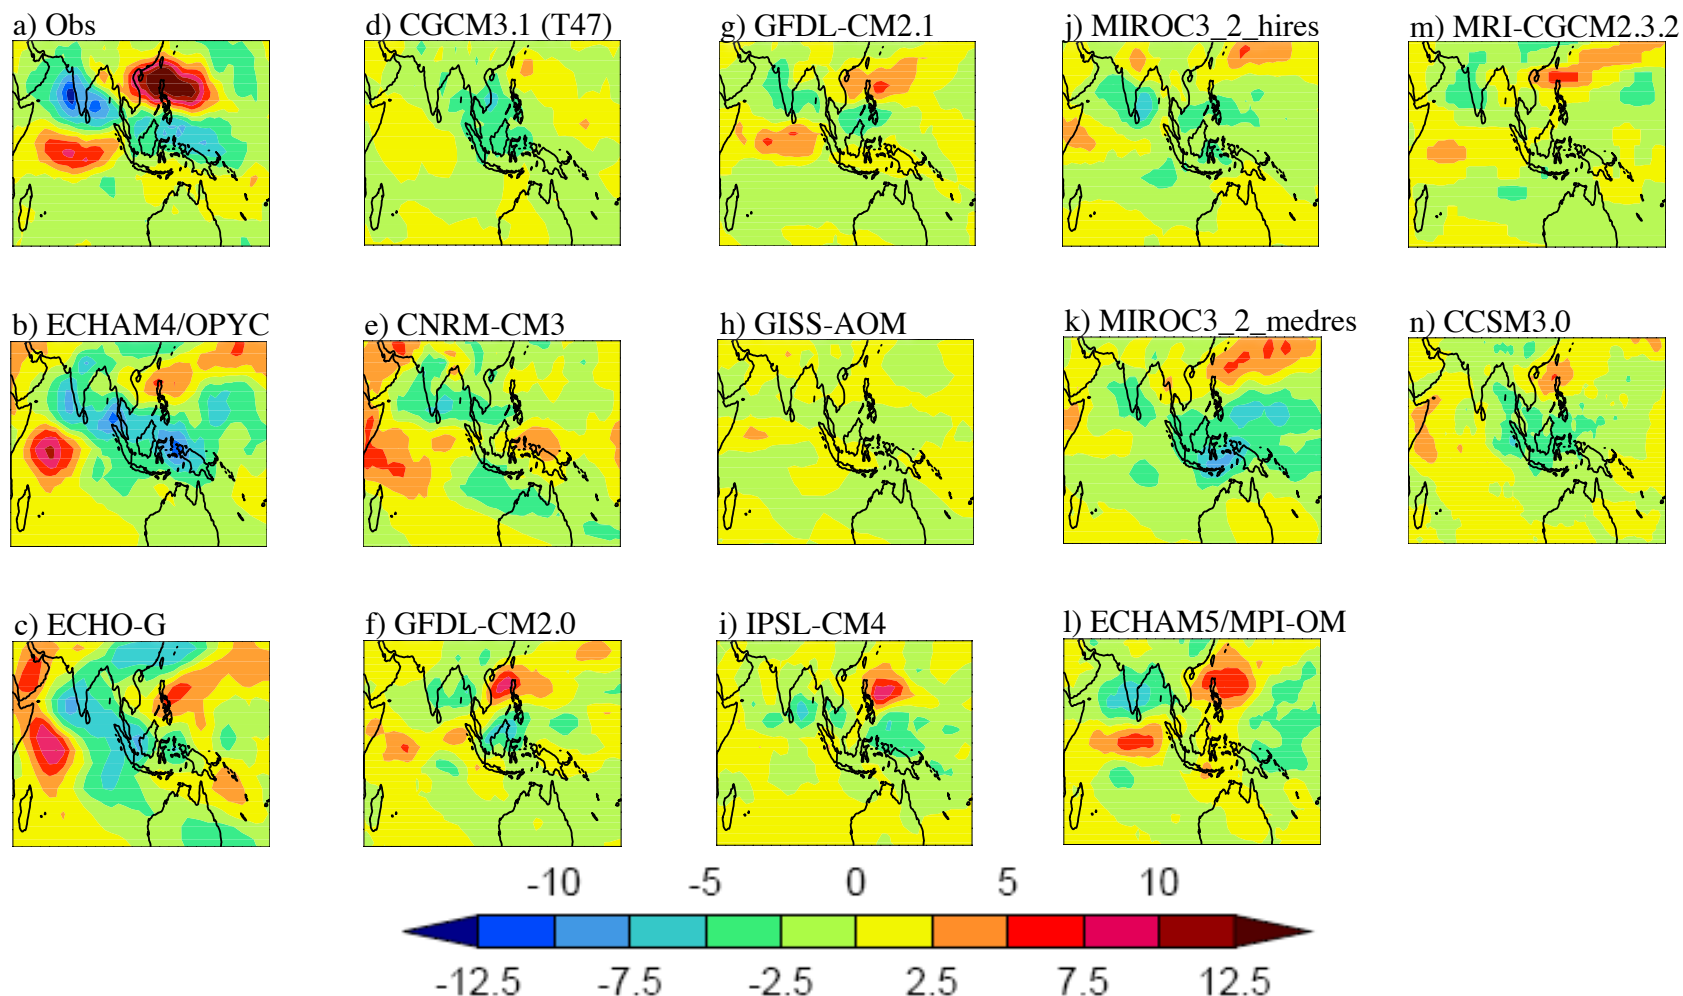 a) Obs
d) CGCM3.1 (T47)
g) GFDL-CM2.1
j) MIROC3_2_hires
m) MRI-CGCM2.3.2
b) ECHAM4/OPYC
e) CNRM-CM3
h) GISS-AOM
k) MIROC3_2_medres
n) CCSM3.0
c) ECHO-G
f) GFDL-CM2.0
i) IPSL-CM4
l) ECHAM5/MPI-OM
-10 -5 0 5 10
-12.5 -7.5 -2.5 2.5 7.5 12.5